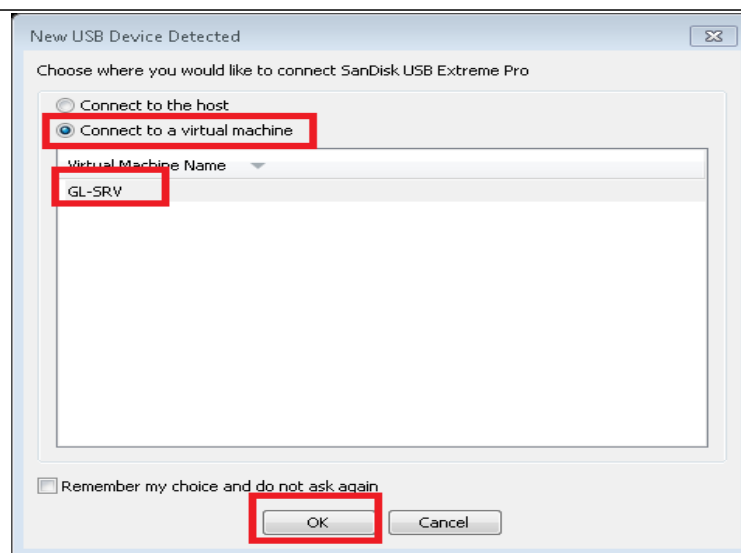 New USB Device Detected
Choose where you would like to connect SanDisk USB Extreme Pro
Connect to the host
Connect to a virtual machine
Virtual Machine Name
GL-SRV
Remember my choice and do not ask again
OK Cancel